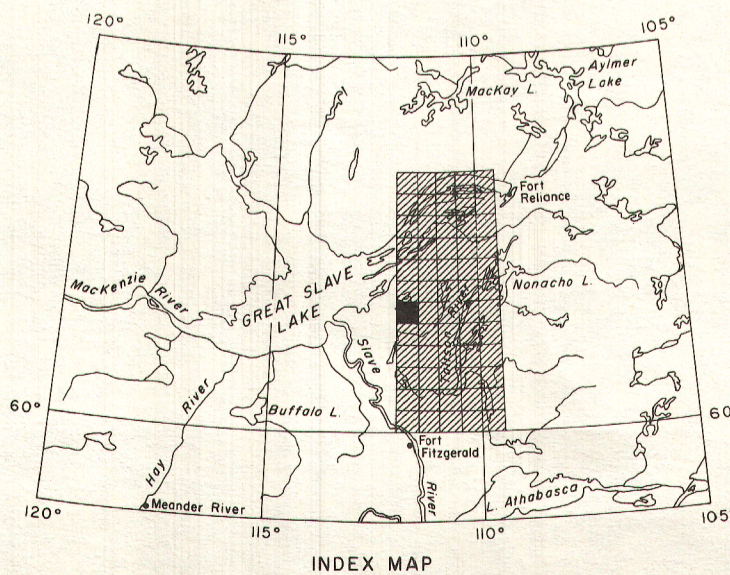 120°
115°
110°
105°
Aylmer
Lake
MacKay L.
Fort
Reliance
MacKenzie
River
GREAT SLAVE
LAKE
Nonacho L.
Taltson River
Slave
River
Hay
River
Buffalo L.
60°
60
Fort
Fitzgerald
L. Athabasca
Meander River
120°
115°
110°
105
INDEX MAP